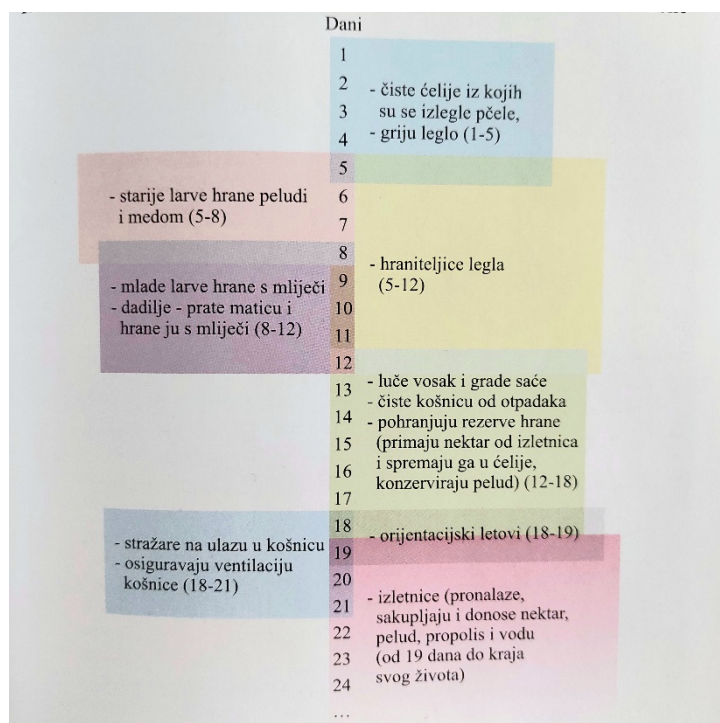 Dani
1
2
3
4
5
6
7
8
9
10
11
12
13
14
15
16
17
18
19
20
21
22
23
24
...
- čiste ćelije iz kojih
su se izlegle pčele,
- griju leglo (1-5)
- starije larve hrane peludi
i medom (5-8)
- hraniteljice legla
(5-12)
- mlade larve hrane s mliječi
- dadilje - prate maticu i
hrane ju s mliječi (8-12)
- luče vosak i grade saće
- čiste košnicu od otpadaka
- pohranjuju rezerve hrane
(primaju nektar od izletnica
i spremaju ga u ćelije,
konzerviraju pelud) (12-18)
- orijentacijski letovi (18-19)
- stražare na ulazu u košnicu
- osiguravaju ventilaciju
košnice (18-21)
- izletnice (pronalaze,
sakupljaju i donose nektar,
pelud, propolis i vodu
(od 19 dana do kraja
svog života)